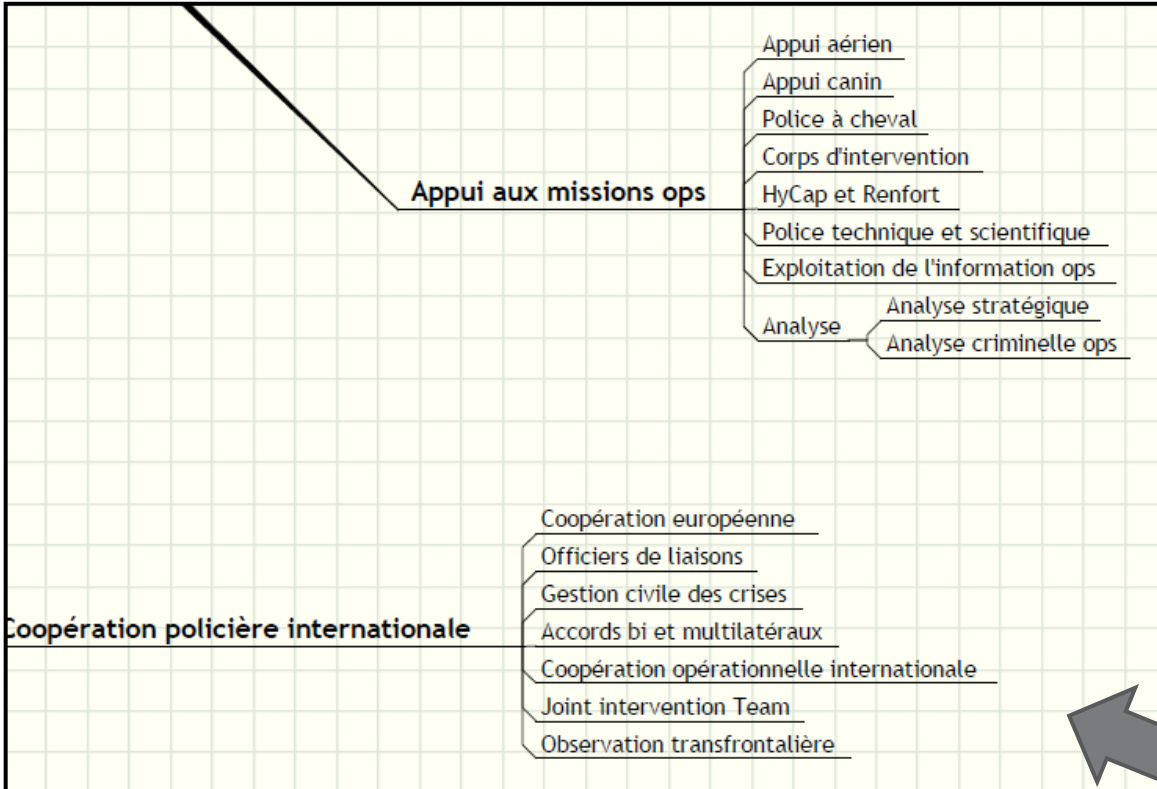 Appui aux missions ops
Appui aérien
Appui canin
Police à cheval
Corps d'intervention
HyCap et Renfort
Police technique et scientifique
Exploitation de l'information ops
Analyse
Analyse stratégique
Analyse criminelle ops
Coopération policière internationale
Coopération européenne
Officiers de liaisons
Gestion civile des crises
Accords bi et multilatéraux
Coopération opérationnelle internationale
Joint intervention Team
Observation transfrontalière